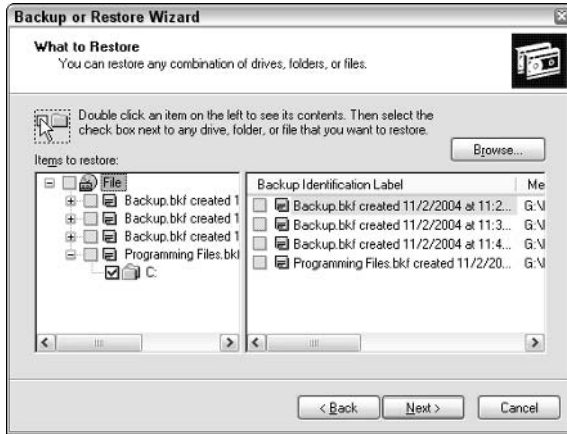 Backup or Restore Wizard
What to Restore
You can restore any combination of drives, folders, or files.
Double click an item on the left to see its contents. Then select the
check box next to any drive, folder, or file that you want to restore.
Browse...
Items to restore:
File
Backup.bkf created 1
Backup.bkf created 1
Backup.bkf created 1
Programming Files.bkf
C:
Backup Identification Label
Me
Backup.bkf created 11/2/2004 at 11:2...
G:\
Backup.bkf created 11/2/2004 at 11:3...
G:\
Backup.bkf created 11/2/2004 at 11:4...
G:\
Programming Files.bkf created 11/2/20...
G:\
< Back
Next >
Cancel